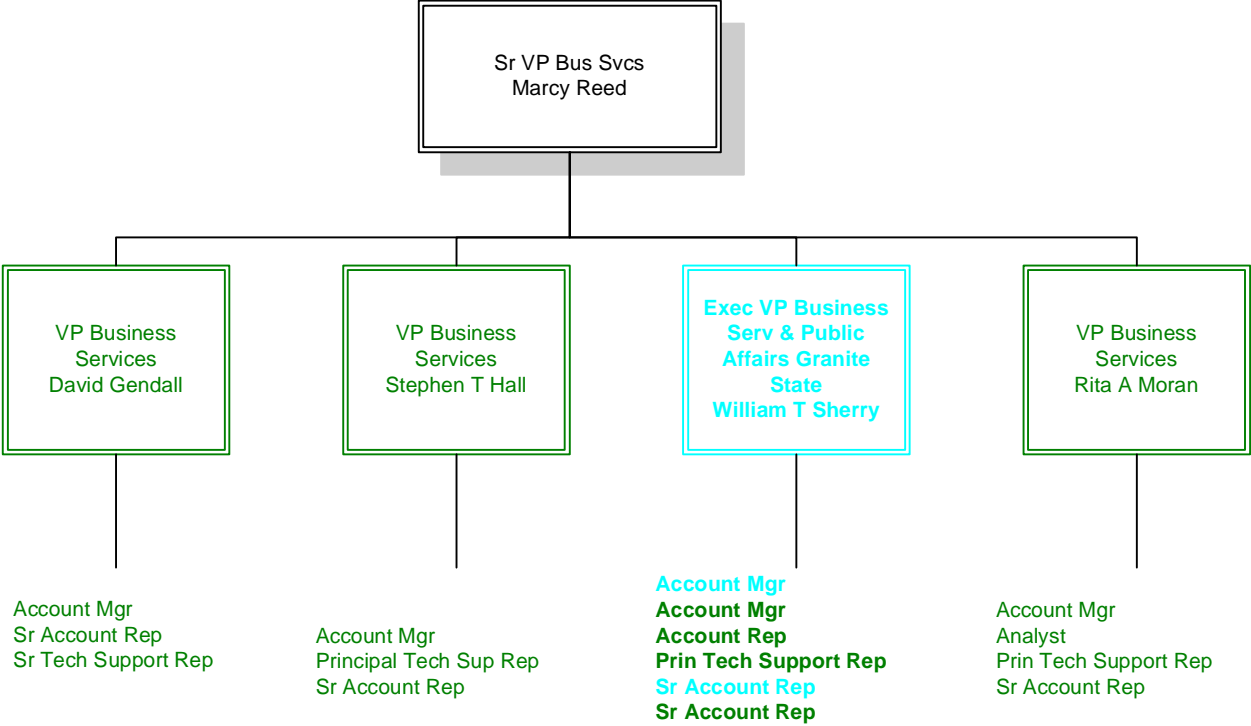 Sr VP Bus Svcs
Marcy Reed
VP Business
Services
David Gendall
VP Business
Services
Stephen T Hall
Exec VP Business
Serv & Public
Affairs Granite
State
William T Sherry
VP Business
Services
Rita A Moran
Account Mgr
Sr Account Rep
Sr Tech Support Rep
Account Mgr
Principal Tech Sup Rep
Sr Account Rep
Account Mgr
Account Mgr
Account Rep
Prin Tech Support Rep
Sr Account Rep
Sr Account Rep
Account Mgr
Analyst
Prin Tech Support Rep
Sr Account Rep